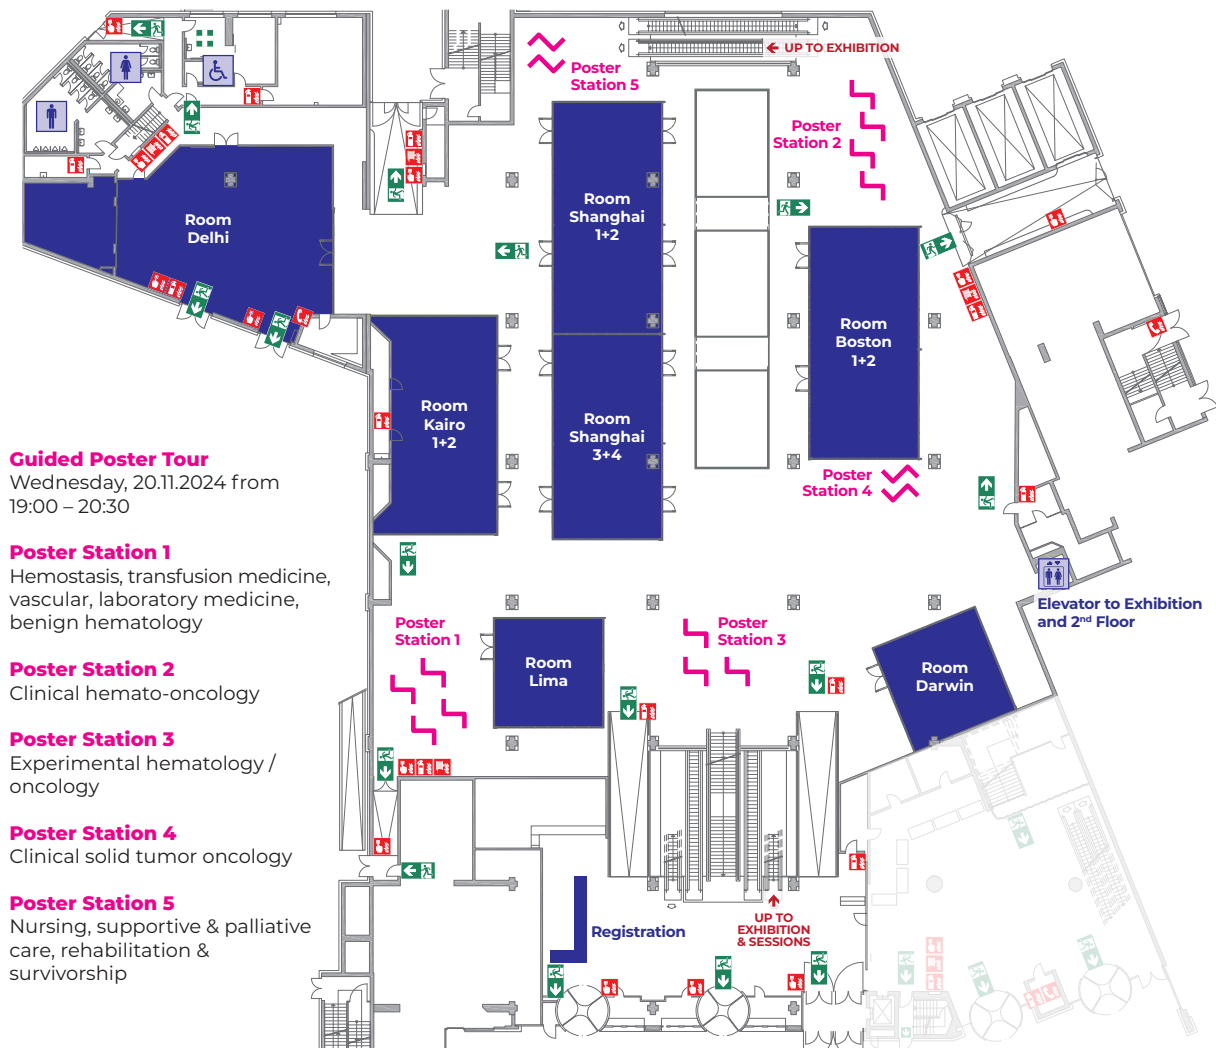 UP TO EXHIBITION
Poster
Station 5
Poster
Station 2
Room
Shanghai
1+2
Room
Delhi
Room
Boston
1+2
Room
Kairo
1+2
Room
Shanghai
3+4
Guided Poster Tour
Wednesday, 20.11.2024 from
19:00 – 20:30
Poster
Station 4
Poster Station 1
Hemostasis, transfusion medicine,
vascular, laboratory medicine,
benign hematology
Elevator to Exhibition
and 2nd Floor
Poster
Station 1
Poster
Station 3
Room
Lima
Room
Darwin
Poster Station 2
Clinical hemato-oncology
Poster Station 3
Experimental hematology /
oncology
Poster Station 4
Clinical solid tumor oncology
Poster Station 5
Nursing, supportive & palliative
care, rehabilitation &
survivorship
Registration
UP TO
EXHIBITION
& SESSIONS